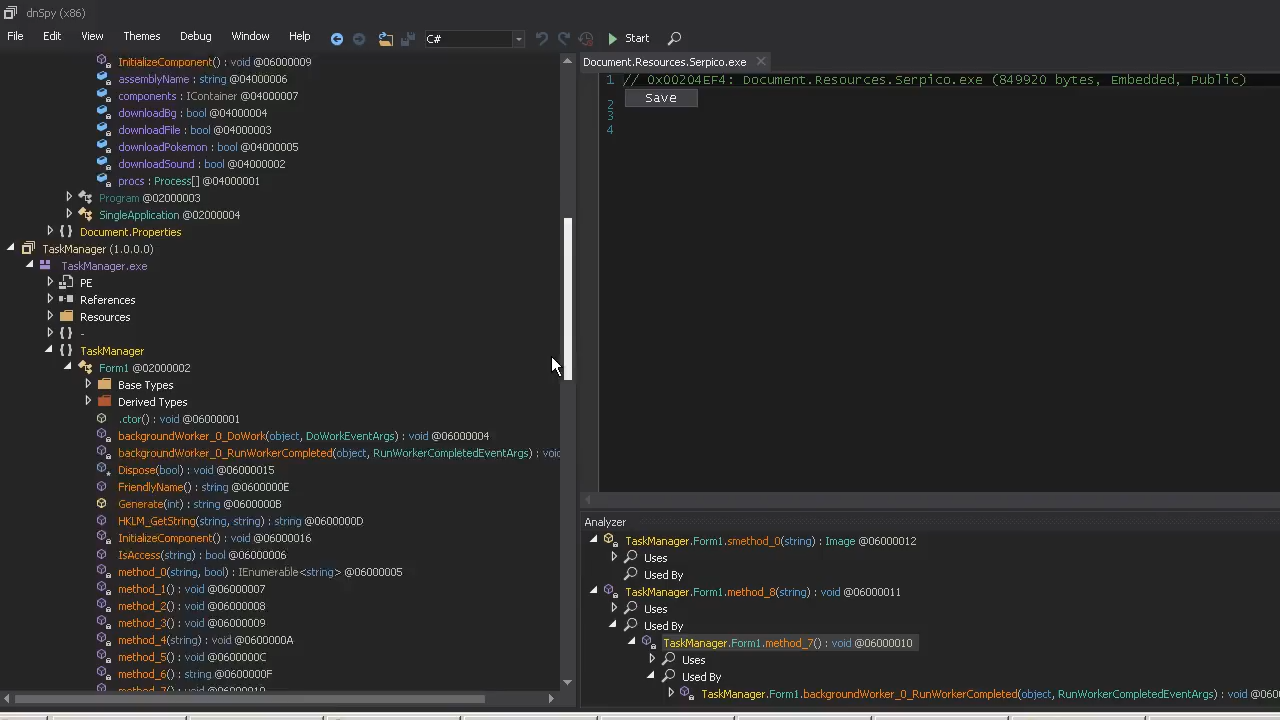 dnSpy (x86)
File Edit View Themes Debug Window Help C# Start
InitializeComponent() : void @06000009
assemblyName : string @04000006
components : IContainer @04000007
downloadBg : bool @04000004
downloadFile : bool @04000003
downloadPokemon : bool @04000005
downloadSound : bool @04000002
procs : Process[] @04000001
Program @02000003
SingleApplication @02000004
{ } Document.Properties
TaskManager (1.0.0.0)
TaskManager.exe
PE
References
Resources
{ } -
{ } TaskManager
Form1 @02000002
Base Types
Derived Types
.ctor() : void @06000001
backgroundWorker_0_DoWork(object, DoWorkEventArgs) : void @06000004
backgroundWorker_0_RunWorkerCompleted(object, RunWorkerCompletedEventArgs) : voic
Dispose(bool) : void @06000015
FriendlyName() : string @0600000E
Generate(int) : string @0600000B
HKLM_GetString(string, string) : string @0600000D
InitializeComponent() : void @06000016
IsAccess(string) : bool @06000006
method_0(string, bool) : IEnumerable<string> @06000005
method_1() : void @06000007
method_2() : void @06000008
method_3() : void @06000009
method_4(string) : void @0600000A
method_5() : void @0600000C
method_6() : string @0600000F
method_7() : void @06000010
Document.Resources.Serpico.exe
1 // 0x00204EF4: Document.Resources.Serpico.exe (849920 bytes, Embedded, Public)
2 Save
3
4
Analyzer
TaskManager.Form1.smethod_0(string) : Image @06000012
Uses
Used By
TaskManager.Form1.method_8(string) : void @06000011
Uses
Used By
TaskManager.Form1.method_7() : void @06000010
Uses
Used By
TaskManager.Form1.backgroundWorker_0_RunWorkerCompleted(object, RunWorkerCompletedEventArgs) : void @0600